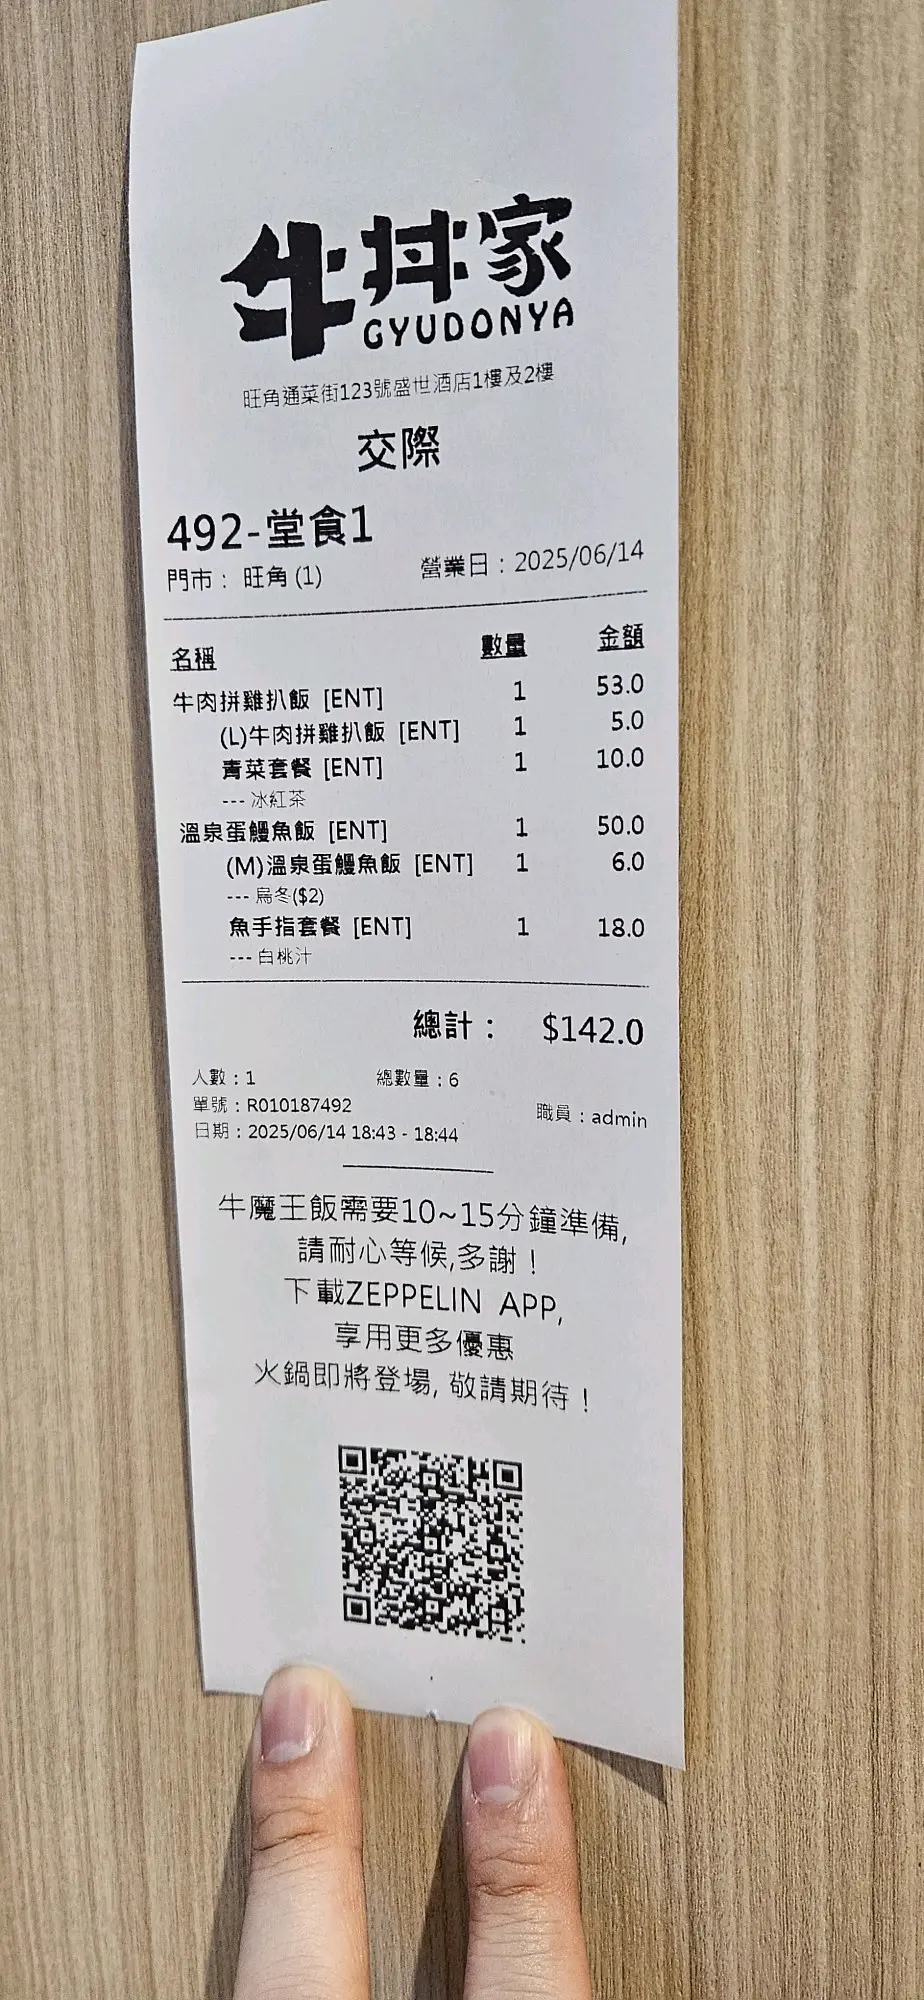 牛丼家
GYUDONYA
旺角通菜街123號盛世酒店1樓及2樓
交際
492-堂食1
門市： 旺角 (1) 營業日：2025/06/14
名稱 數量 金額
牛肉拼雞扒飯 [ENT] 1 53.0
(L)牛肉拼雞扒飯 [ENT] 1 5.0
青菜套餐 [ENT] 1 10.0
--- 冰紅茶
溫泉蛋鰻魚飯 [ENT] 1 50.0
(M)溫泉蛋鰻魚飯 [ENT] 1 6.0
--- 烏冬($2)
魚手指套餐 [ENT] 1 18.0
--- 白桃汁
總計： $142.0
人數：1 總數量：6
單號：R010187492 職員：admin
日期：2025/06/14 18:43 - 18:44
牛魔王飯需要10~15分鐘準備,
請耐心等候,多謝！
下載ZEPPELIN APP,
享用更多優惠
火鍋即將登場, 敬請期待！